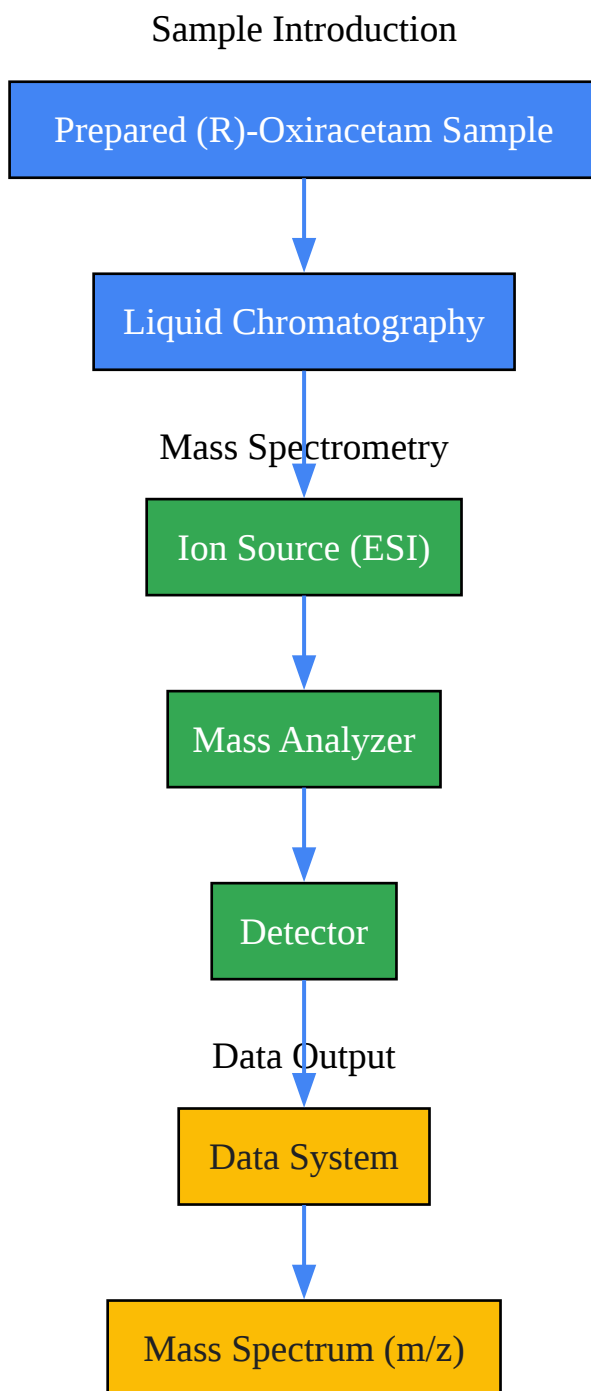 Sample Introduction
Prepared (R)-Oxiracetam Sample
Liquid Chromatography
Mass Spectrometry
Ion Source (ESI)
Mass Analyzer
Detector
Data Output
Data System
Mass Spectrum (m/z)